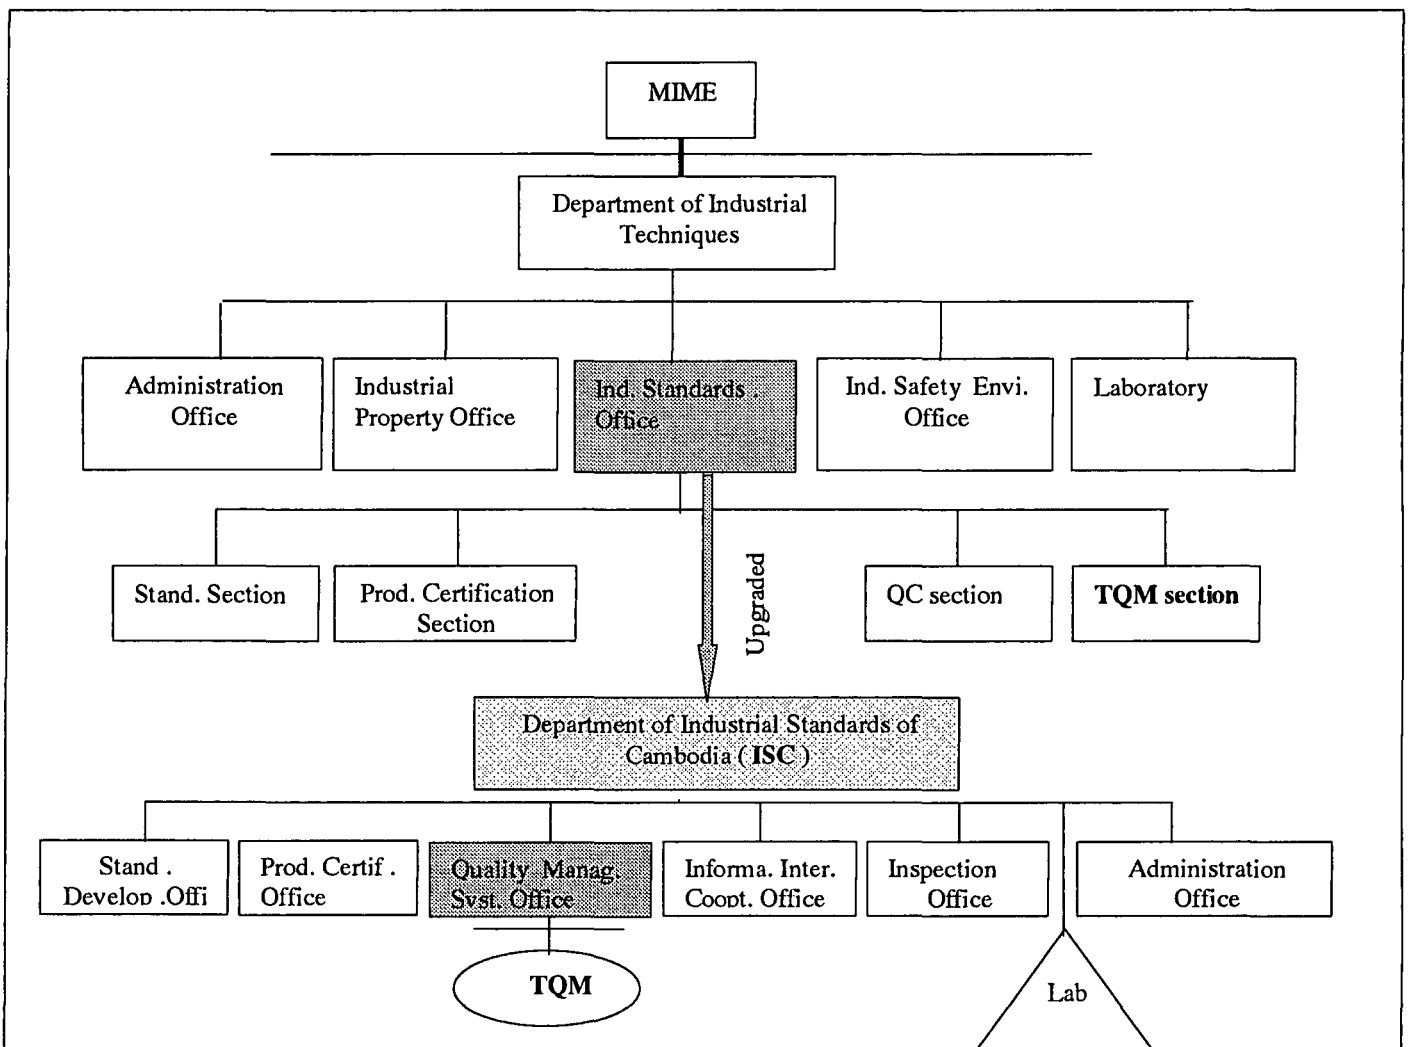 MIME
Department of Industrial
Techniques
Administration
Office
Industrial
Property Office
Ind. Standards .
Office
Ind. Safety Envi.
Office
Laboratory
Stand. Section
Prod. Certification
Section
Upgraded
QC section
TQM section
Department of Industrial Standards of
Cambodia ( ISC )
Stand .
Develop .Offi
Prod. Certif .
Office
Quality Manag.
Syst. Office
Informa. Inter.
Coopt. Office
Inspection
Office
Administration
Office
TQM
Lab